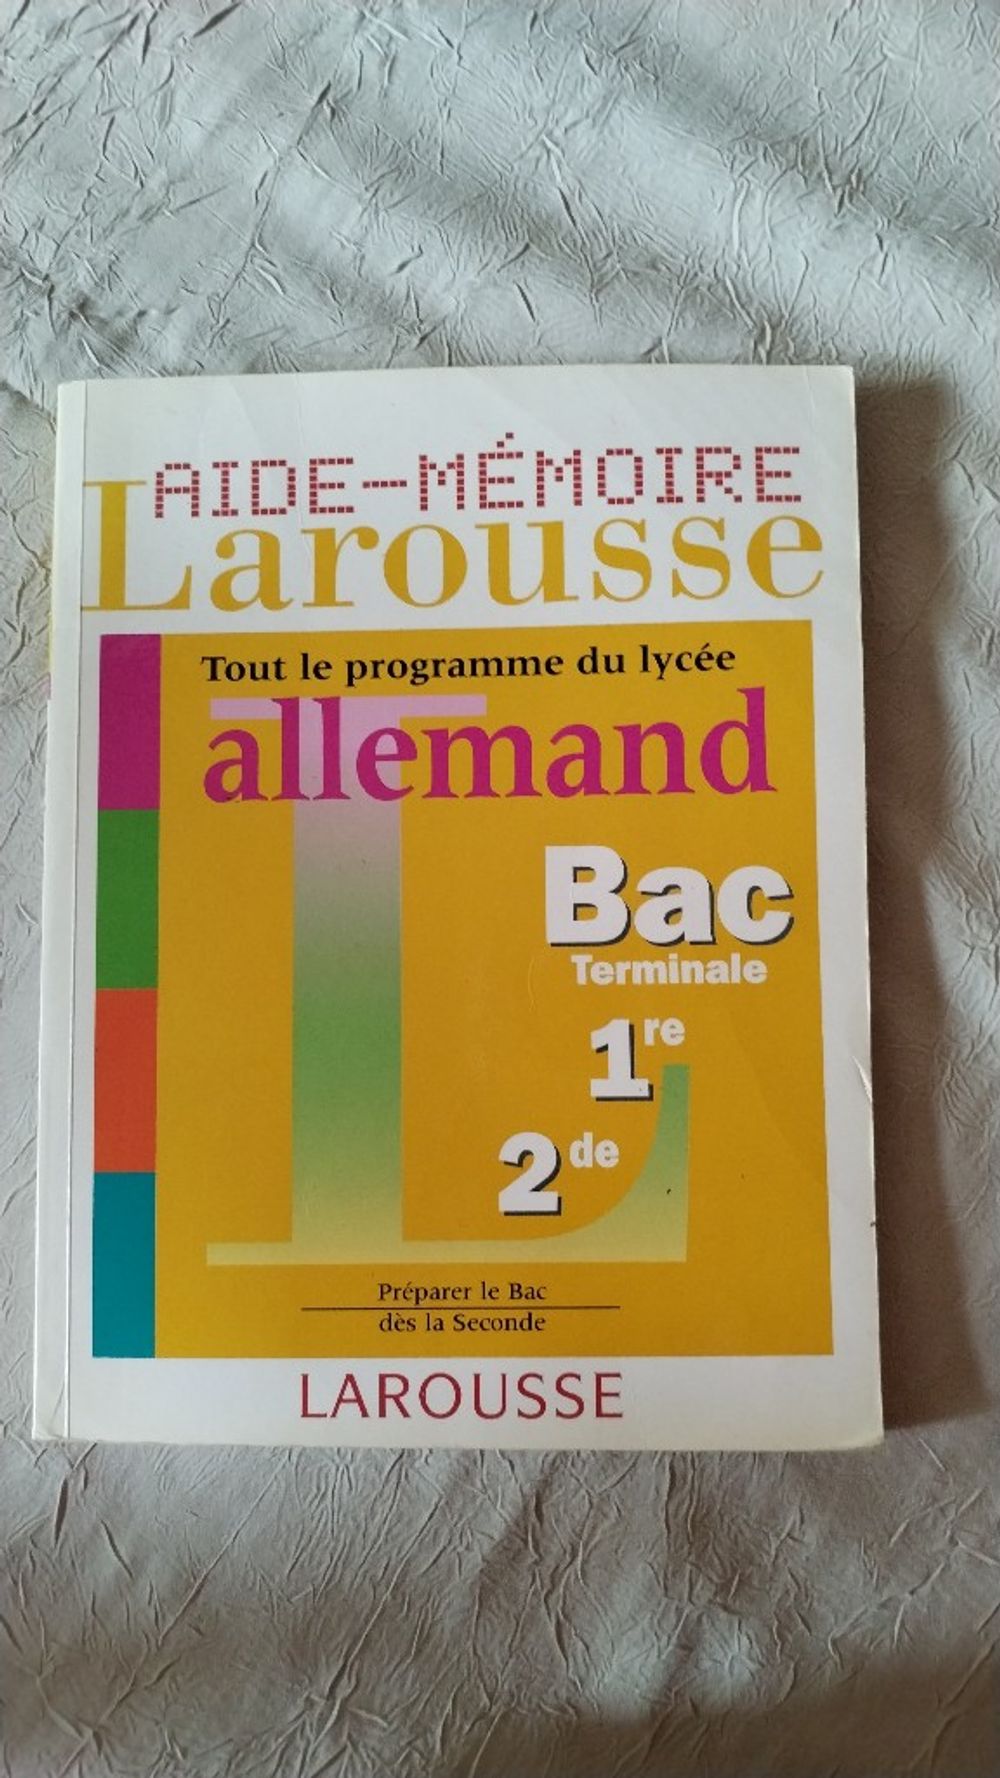 AIDE-MÉMOIRE
Larousse
Tout le programme du lycée
allemand
Bac
Terminale
1re
2de
Préparer le Bac
dès la Seconde
LAROUSSE